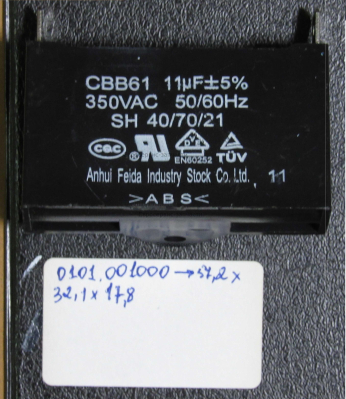 CBB61 11µF±5%
350VAC 50/60Hz
SH 40/70/21
CQC ® VDE EN60252 TÜV
Anhui Feida Industry Stock Co.Ltd. 11
>ABS<
0101.001000→57,2×
32,1×17,8